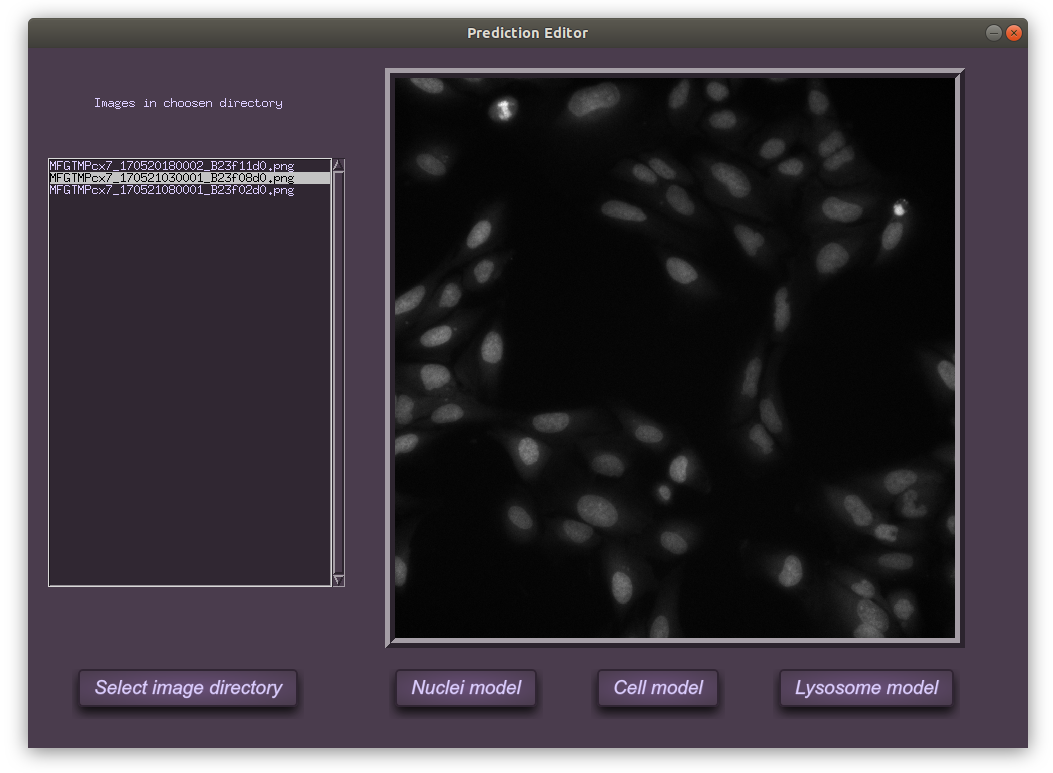 Prediction Editor
Images in choosen directory
MFGTMPcx7_170520180002_B23f11d0.png
MFGTMPcx7_170521030001_B23f08d0.png
MFGTMPcx7_170521080001_B23f02d0.png
Select image directory
Nuclei model
Cell model
Lysosome model